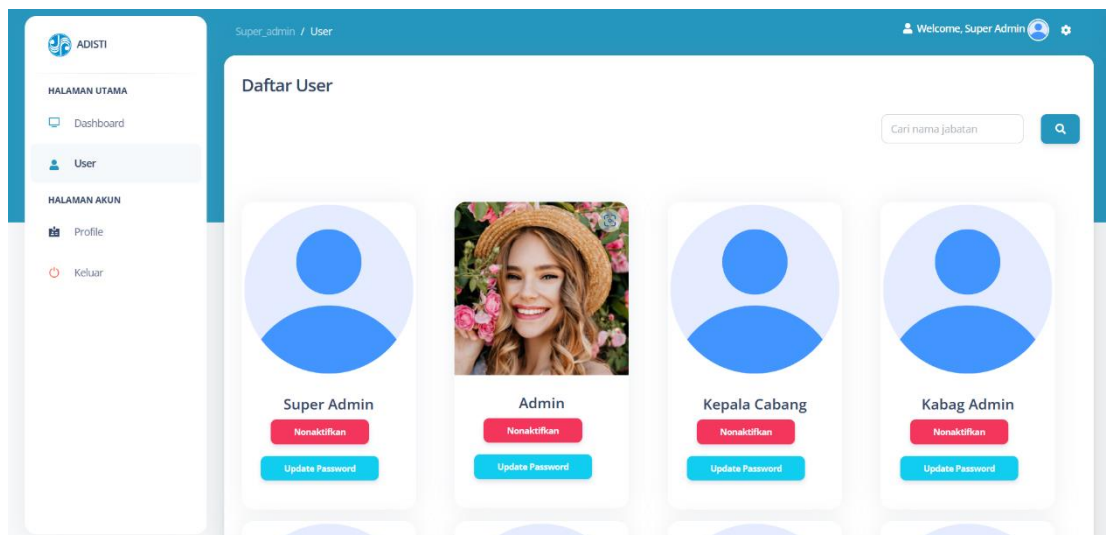 ADISTI
HALAMAN UTAMA
Dashboard
User
HALAMAN AKUN
Profile
Keluar
Super_admin / User
Welcome, Super Admin
Daftar User
Cari nama jabatan
Super Admin
Nonaktifkan
Update Password
Admin
Nonaktifkan
Update Password
Kepala Cabang
Nonaktifkan
Update Password
Kabag Admin
Nonaktifkan
Update Password